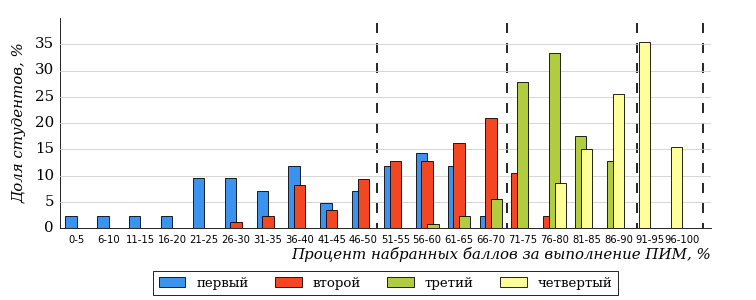 Доля студентов, %
35
30
25
20
15
10
5
0
0-5 6-10 11-15 16-20 21-25 26-30 31-35 36-40 41-45 46-50 51-55 56-60 61-65 66-70 71-75 76-80 81-85 86-90 91-95 96-100
Процент набранных баллов за выполнение ПИМ, %
первый второй третий четвертый